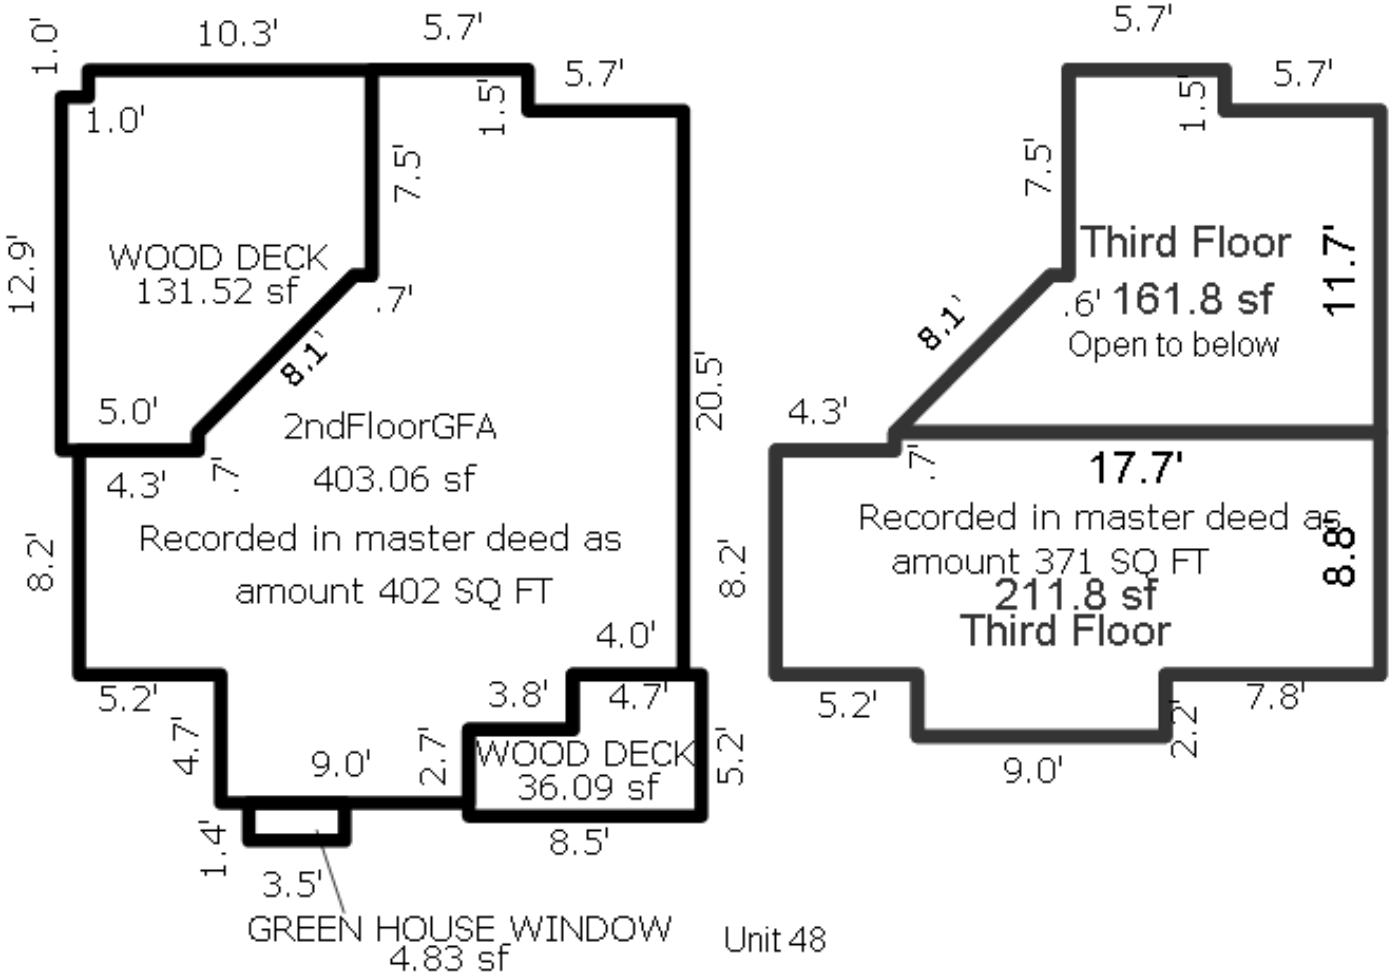 1.0'
10.3'
5.7'
5.7'
1.0'
1.5'
7.5'
12.9'
WOOD DECK
131.52 sf
.7'
8.1'
5.0'
20.5'
2ndFloorGFA
403.06 sf
4.3'
.7'
Recorded in master deed as
amount 402 SQ FT
8.2'
4.0'
5.2'
3.8'
4.7'
4.7'
9.0'
2.7'
WOOD DECK
36.09 sf
5.2'
8.5'
1.4'
3.5'
GREEN HOUSE WINDOW
4.83 sf
5.7'
5.7'
1.5'
7.5'
Third Floor
161.8 sf
Open to below
11.7'
.6'
8.1'
4.3'
.7'
17.7'
Recorded in master deed as
amount 371 SQ FT
211.8 sf
Third Floor
8.8'
8.2'
5.2'
7.8'
2.2'
9.0'
Unit 48